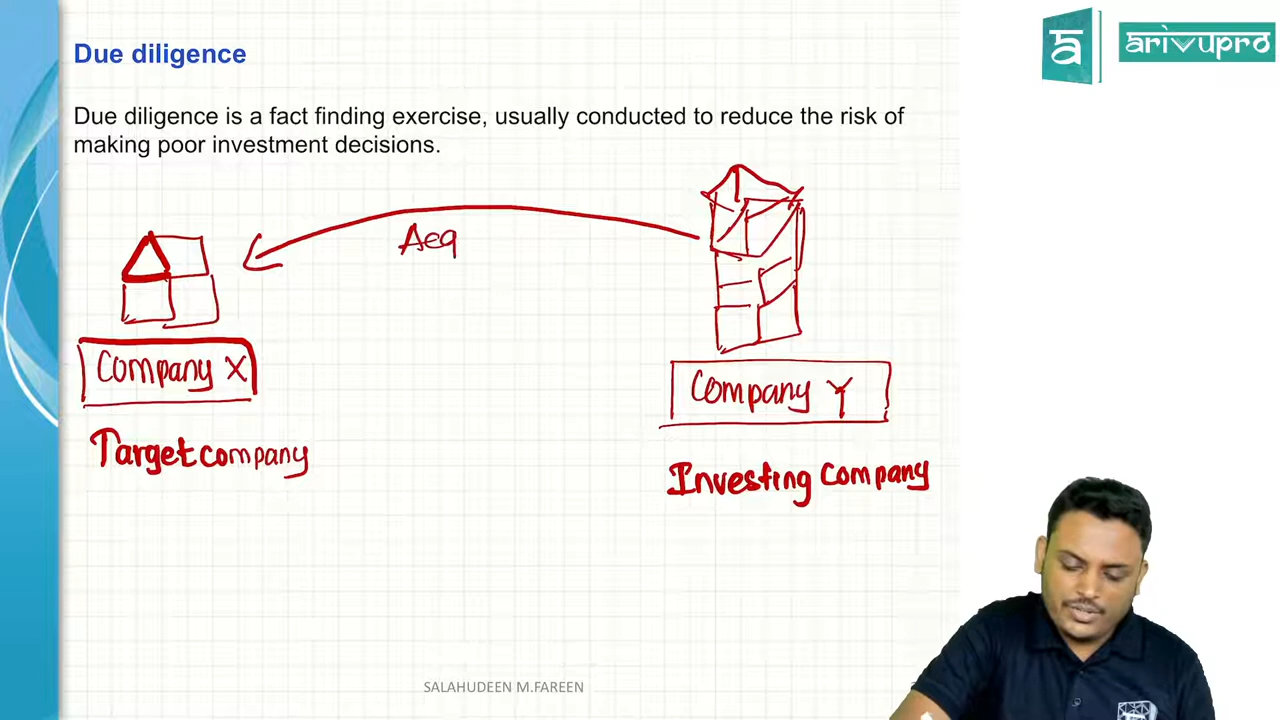 Due diligence
arivupro
Due diligence is a fact finding exercise, usually conducted to reduce the risk of
making poor investment decisions.
Aeq
Company X
Company Y
Target company
Investing company
SALAHUDEEN M.FAREEN